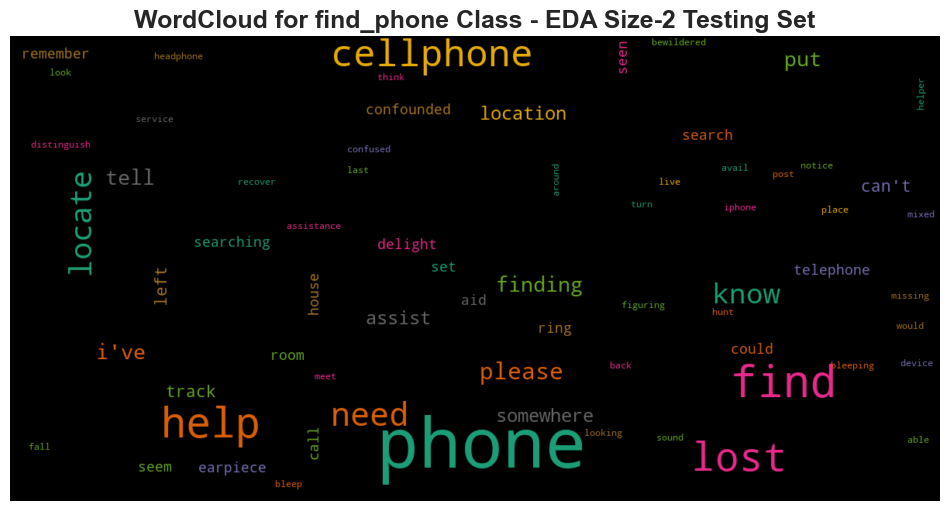 WordCloud for find_phone Class - EDA Size-2 Testing Set
remember
headphone
cellphone
seen
bewildered
put
look
think
helper
service
confounded
location
search
distinguish
confused
tell
recover
last
around
avail
notice
post
live
can't
locate
turn
iphone
place
mixed
assistance
searching
delight
set
telephone
left
house
finding
know
aid
figuring
hunt
missing
assist
ring
would
i've
room
could
please
back
bleeping
device
meet
find
track
help
need
somewhere
phone
looking
sound
able
call
fall
lost
seem
earpiece
bleep